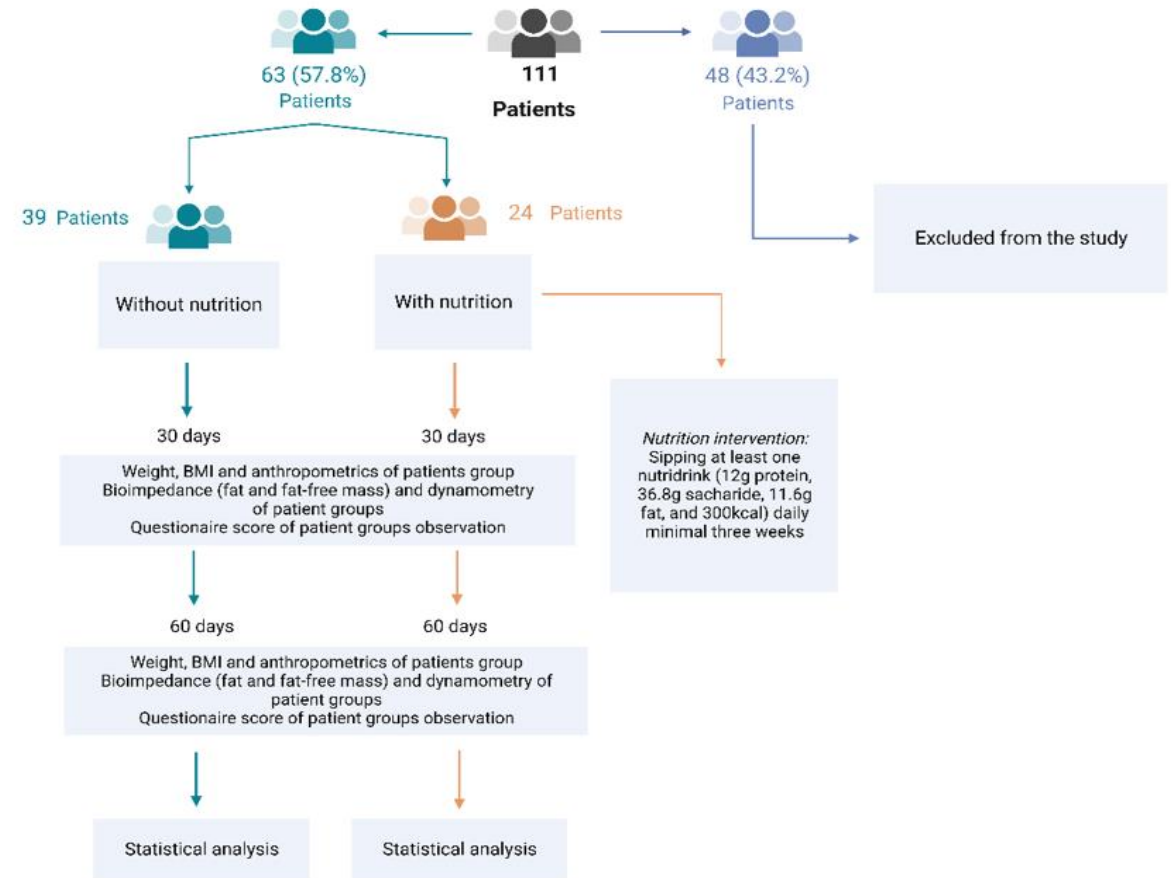 63 (57.8%)
Patients
111
Patients
48 (43.2%)
Patients
39 Patients
24 Patients
Excluded from the study
Without nutrition
With nutrition
30 days
30 days
Weight, BMI and anthropometrics of patients group
Bioimpedance (fat and fat-free mass) and dynamometry
of patient groups
Questionaire score of patient groups observation
Nutrition intervention:
Sipping at least one
nutridrink (12g protein,
36.8g sacharide, 11.6g
fat, and 300kcal) daily
minimal three weeks
60 days
60 days
Weight, BMI and anthropometrics of patients group
Bioimpedance (fat and fat-free mass) and dynamometry of
patient groups
Questionaire score of patient groups observation
Statistical analysis
Statistical analysis